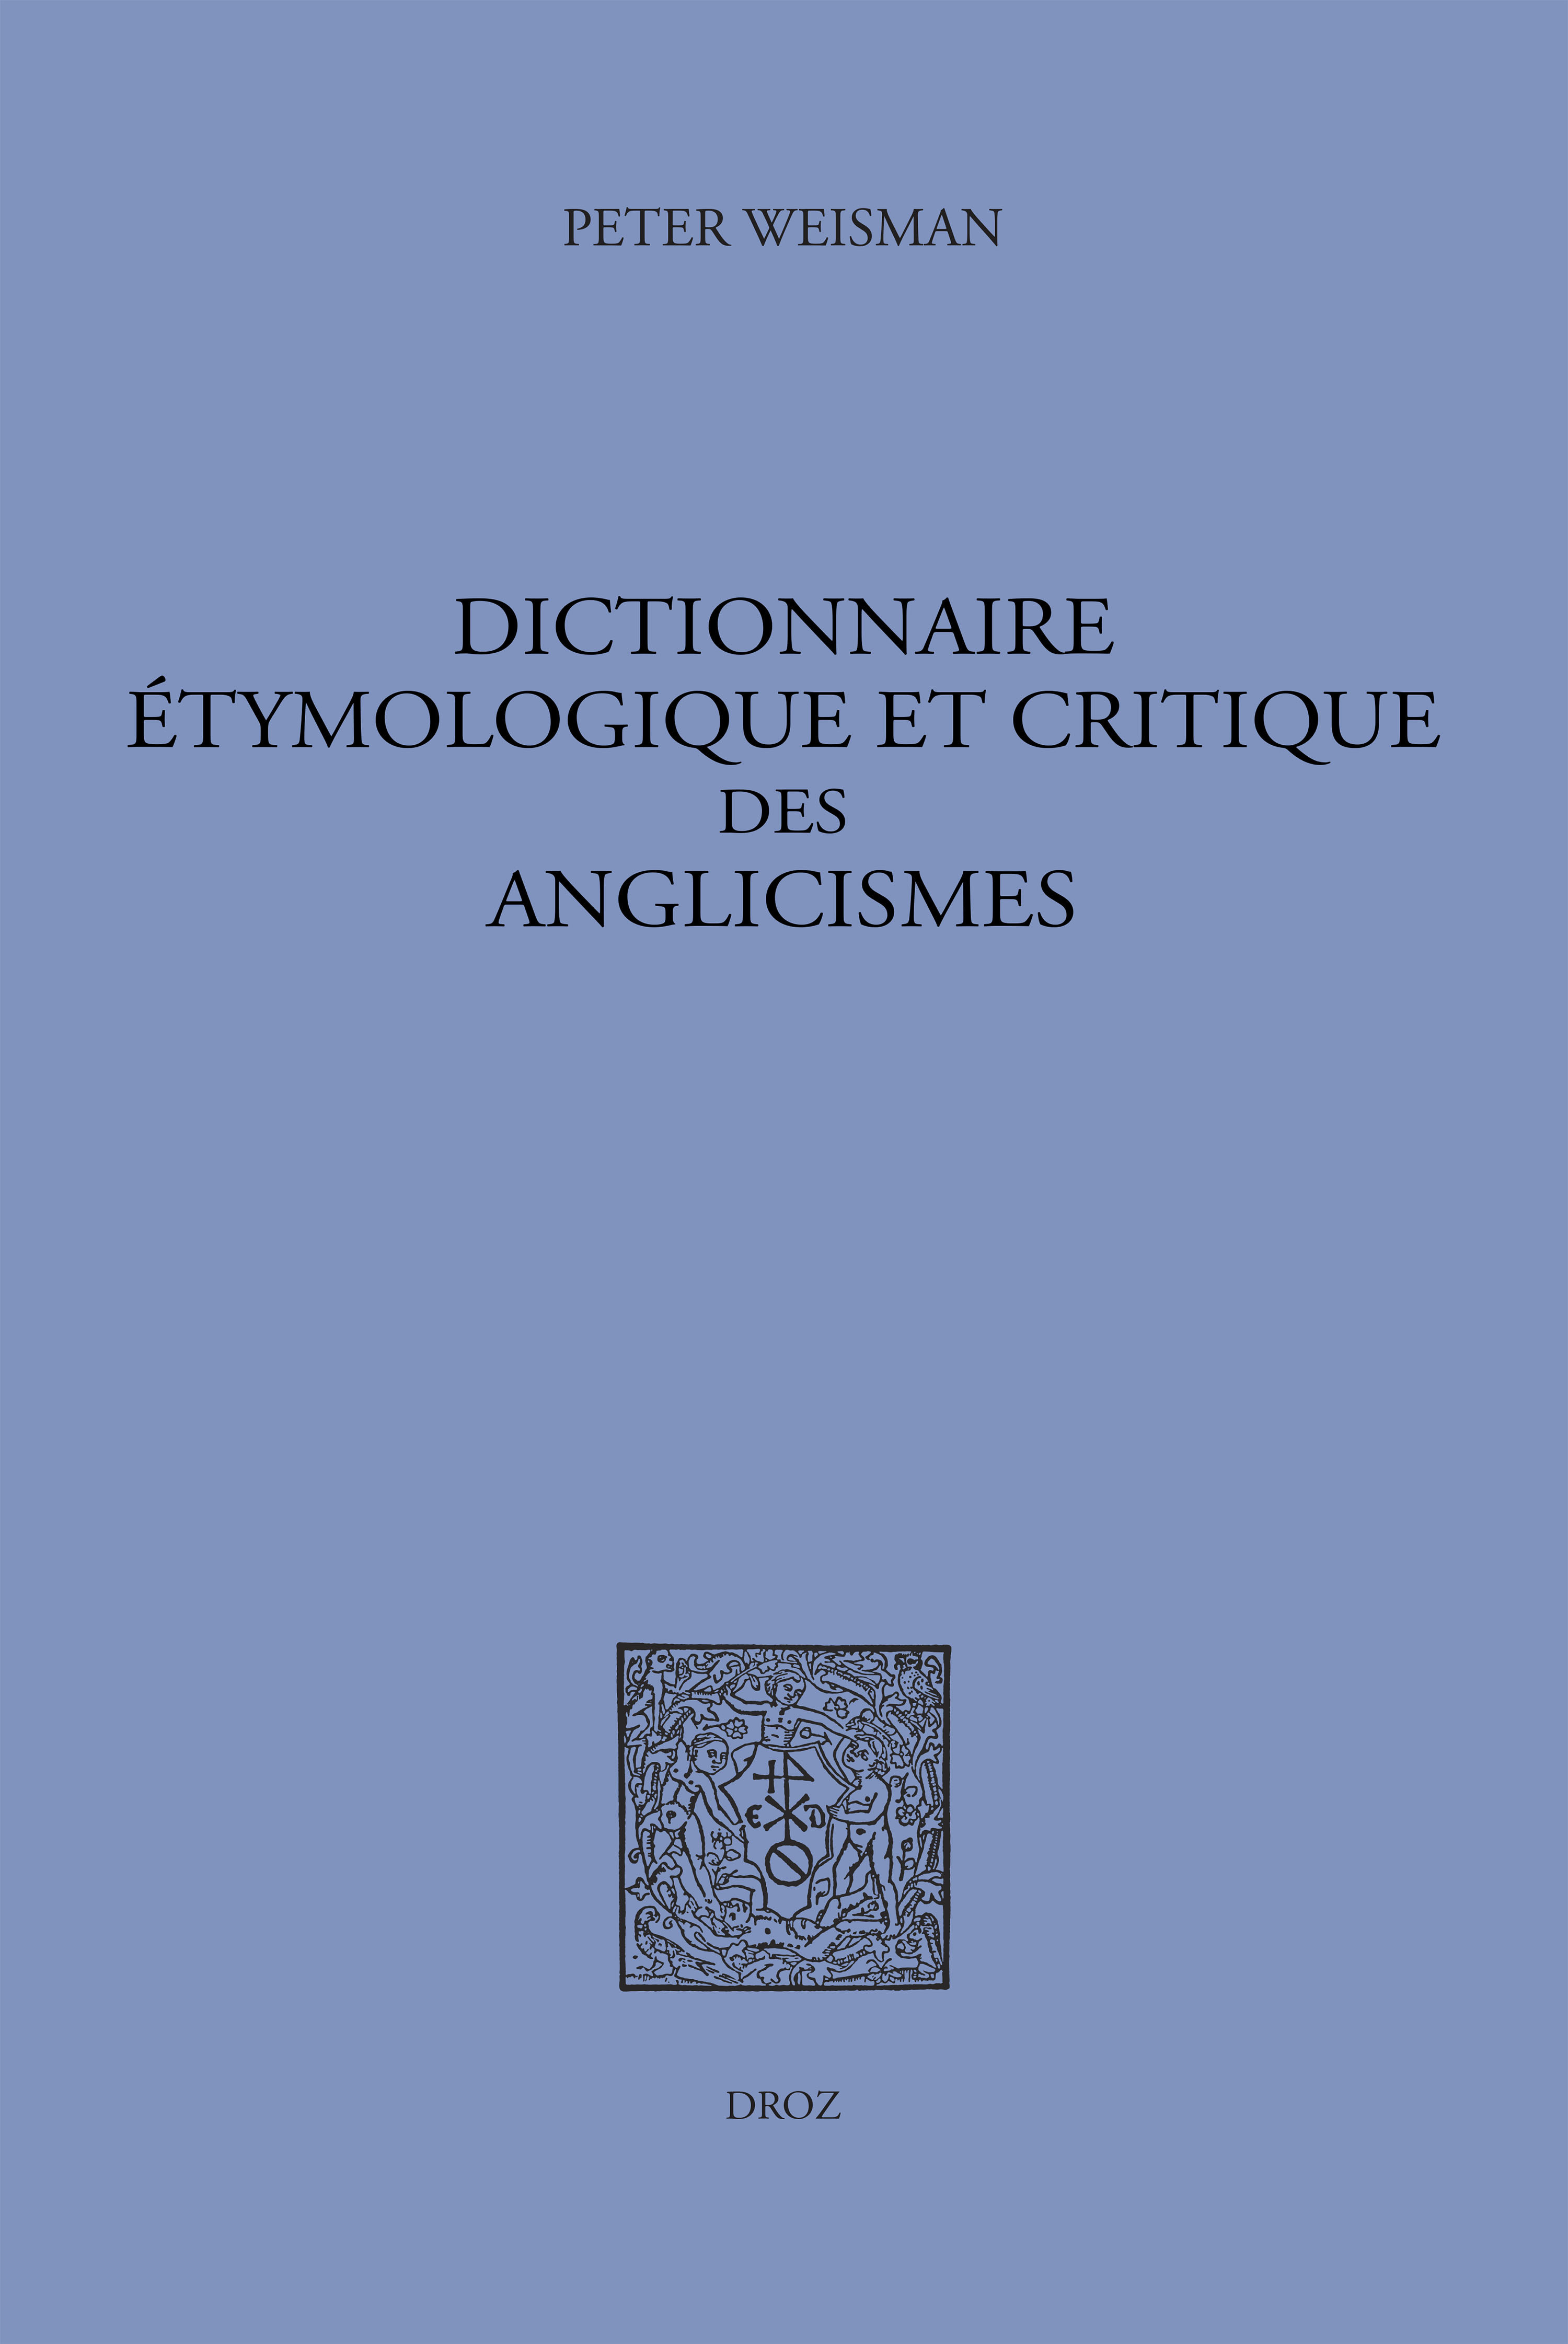 PETER WEISMAN
DICTIONNAIRE
ÉTYMOLOGIQUE ET CRITIQUE
DES
ANGLICISMES
E D
DROZ